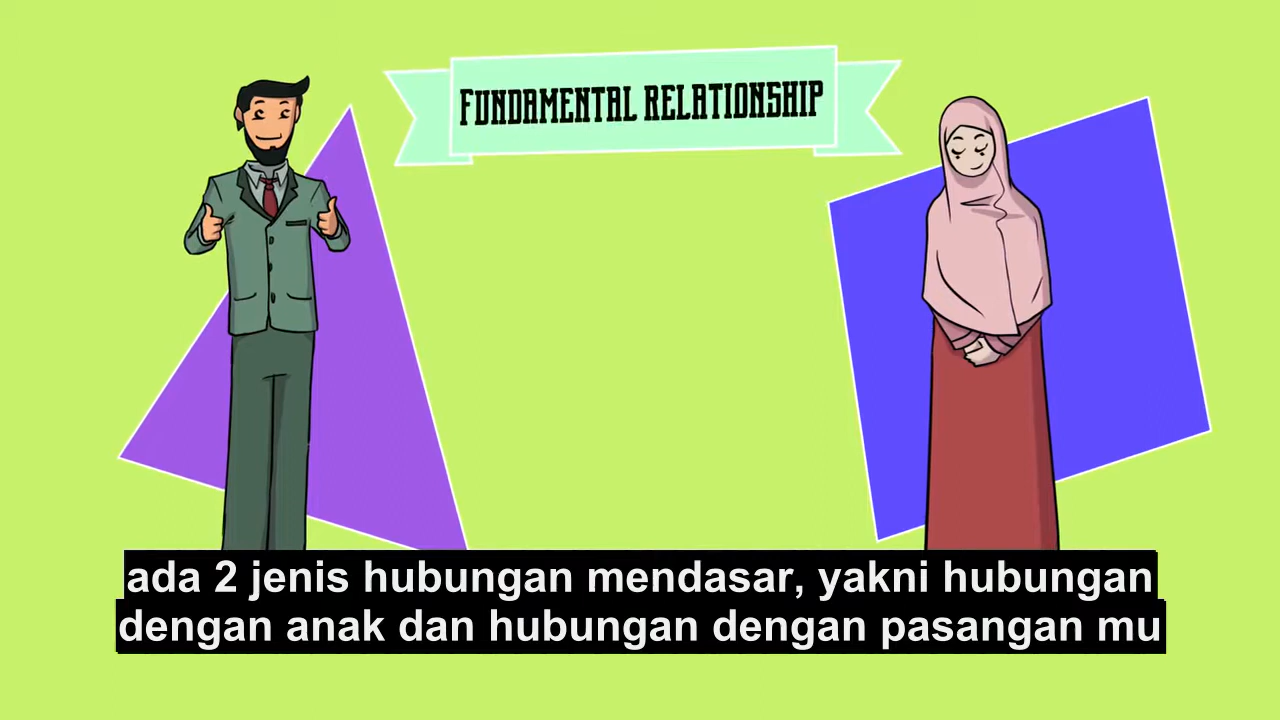 FUNDAMENTAL RELATIONSHIP
ada 2 jenis hubungan mendasar, yakni hubungan
dengan anak dan hubungan dengan pasangan mu